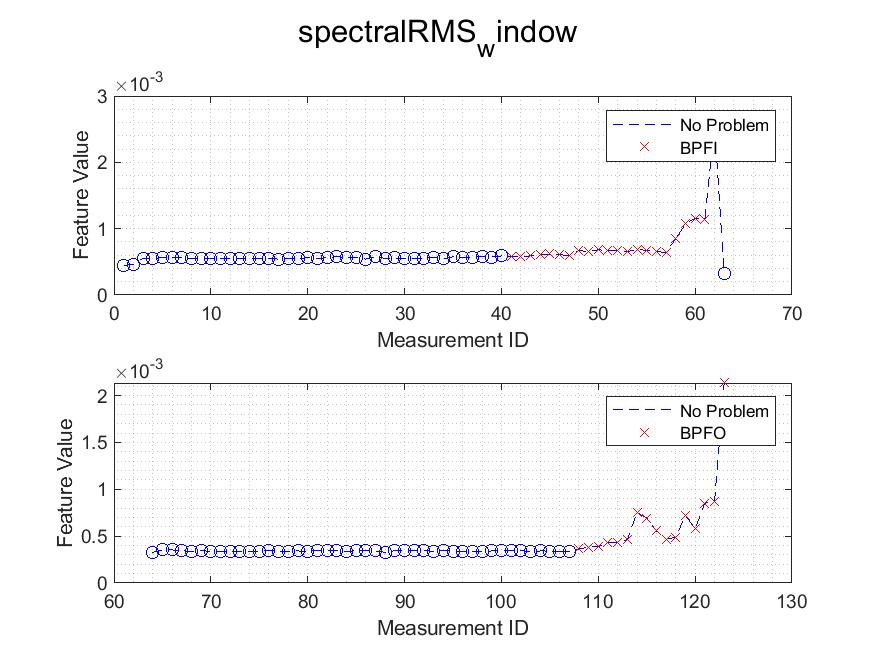 spectralRMS_window
×10^-3
3
2
1
0
Feature Value
No Problem
BPFI
0 10 20 30 40 50 60 70
Measurement ID
×10^-3
2
1.5
1
0.5
0
Feature Value
No Problem
BPFO
60 70 80 90 100 110 120 130
Measurement ID